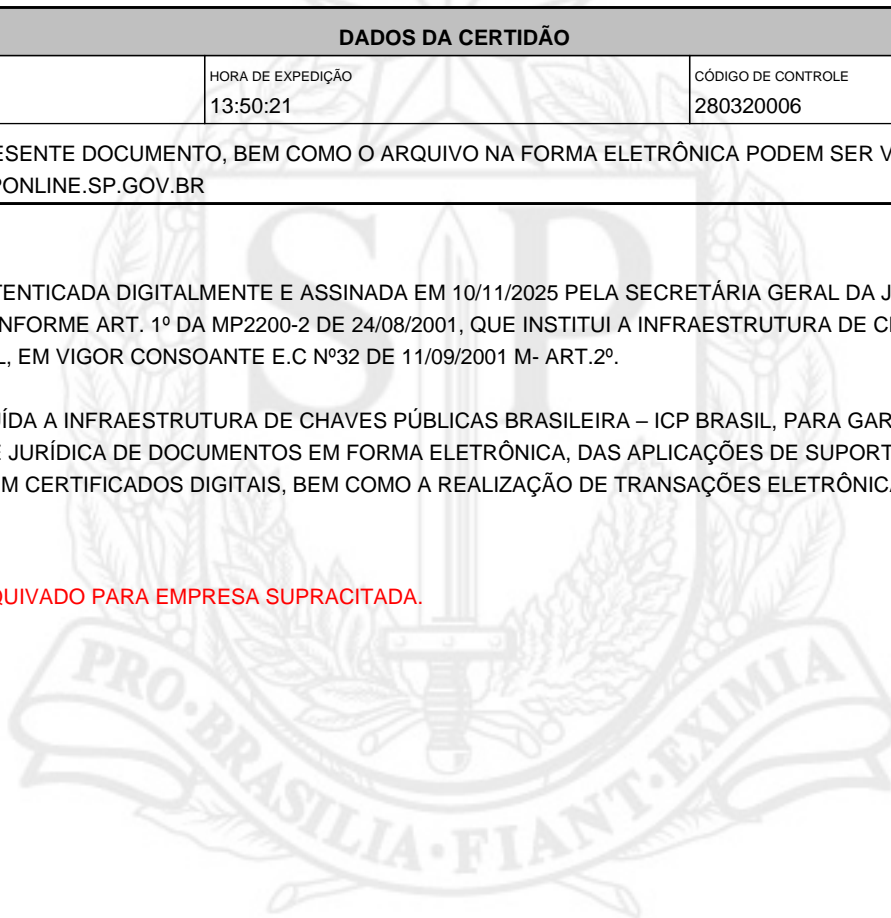 DADOS DA CERTIDÃO
HORA DE EXPEDIÇÃO CÓDIGO DE CONTROLE
13:50:21 280320006
ESENTE DOCUMENTO, BEM COMO O ARQUIVO NA FORMA ELETRÔNICA PODEM SER V
PONLINE.SP.GOV.BR
TENTICADA DIGITALMENTE E ASSINADA EM 10/11/2025 PELA SECRETÁRIA GERAL DA J
NFORME ART. 1º DA MP2200-2 DE 24/08/2001, QUE INSTITUI A INFRAESTRUTURA DE C
L, EM VIGOR CONSOANTE E.C Nº32 DE 11/09/2001 M- ART.2º.
UÍDA A INFRAESTRUTURA DE CHAVES PÚBLICAS BRASILEIRA – ICP BRASIL, PARA GAR
E JURÍDICA DE DOCUMENTOS EM FORMA ELETRÔNICA, DAS APLICAÇÕES DE SUPORT
M CERTIFICADOS DIGITAIS, BEM COMO A REALIZAÇÃO DE TRANSAÇÕES ELETRÔNICA
QUIVADO PARA EMPRESA SUPRACITADA.
SP
PRO·BRASILIA·FIANT·EXIMIA